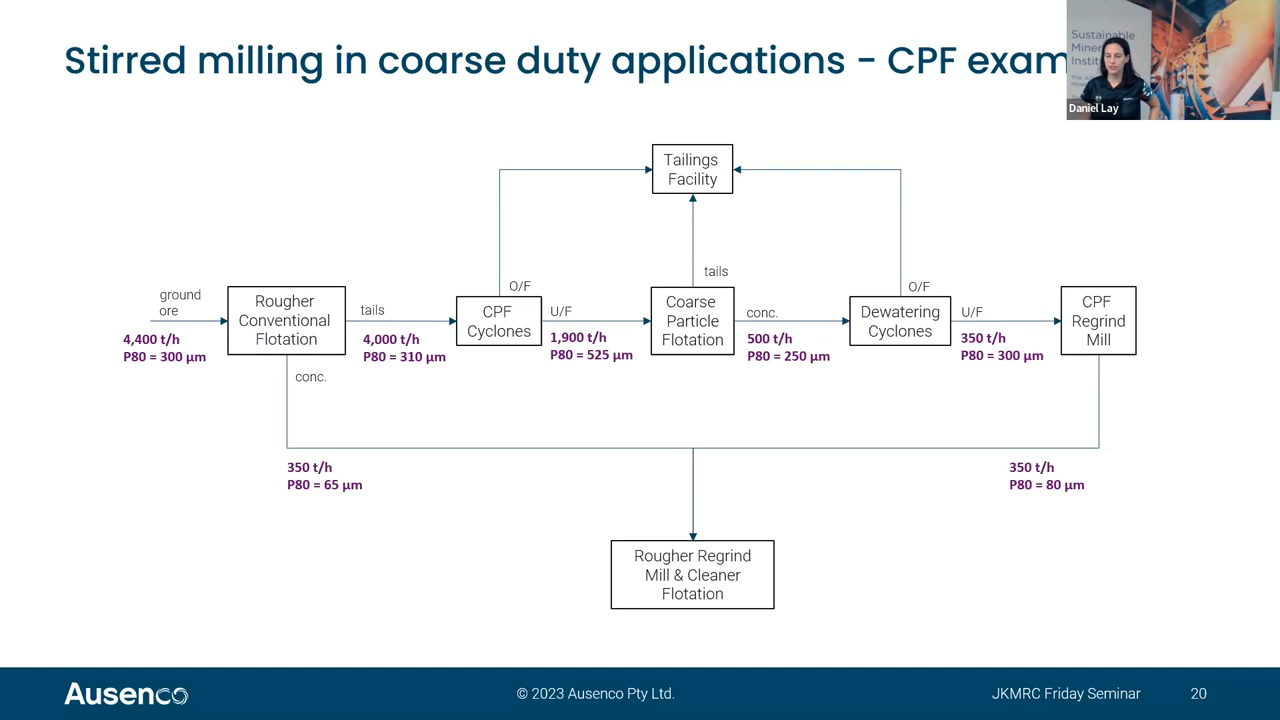 Stirred milling in coarse duty applications - CPF exam
Sustainable
Mine
Insti
Daniel Lay
Tailings
Facility
O/F
tails
O/F
ground
ore
4,400 t/h
P80 = 300 µm
Rougher
Conventional
Flotation
tails
4,000 t/h
P80 = 310 µm
CPF
Cyclones
U/F
1,900 t/h
P80 = 525 µm
Coarse
Particle
Flotation
conc.
500 t/h
P80 = 250 µm
Dewatering
Cyclones
U/F
350 t/h
P80 = 300 µm
CPF
Regrind
Mill
conc.
350 t/h
P80 = 65 µm
350 t/h
P80 = 80 µm
Rougher Regrind
Mill & Cleaner
Flotation
Ausenco
© 2023 Ausenco Pty Ltd.
JKMRC Friday Seminar
20